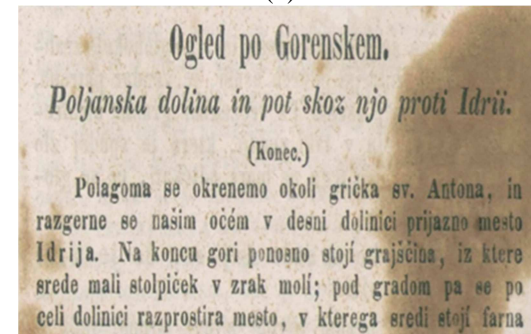 Ogled po Gorenskem.
Poljanska dolina in pot skoz njo proti Idrii.
(Konec.)
Polagoma se okrenemo okoli grička sv. Antona, in
razgerne se našim očém v desni dolinici prijazno mesto
Idrija. Na koncu gori ponosno stojí grajščina, iz ktere
srede mali stolpiček v zrak molí; pod gradom pa se po
celi dolinici razprostira mesto, v kterega sredi stojí farna